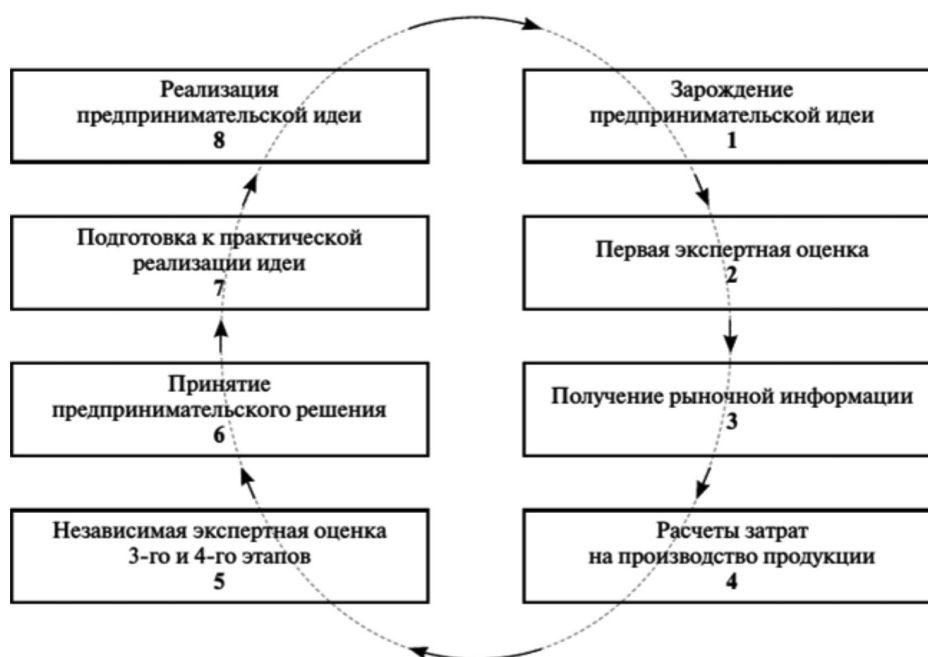 Реализация
предпринимательской идеи
8
Зарождение
предпринимательской идеи
1
Подготовка к практической
реализации идеи
7
Первая экспертная оценка
2
Принятие
предпринимательского решения
6
Получение рыночной информации
3
Независимая экспертная оценка
3-го и 4-го этапов
5
Расчеты затрат
на производство продукции
4